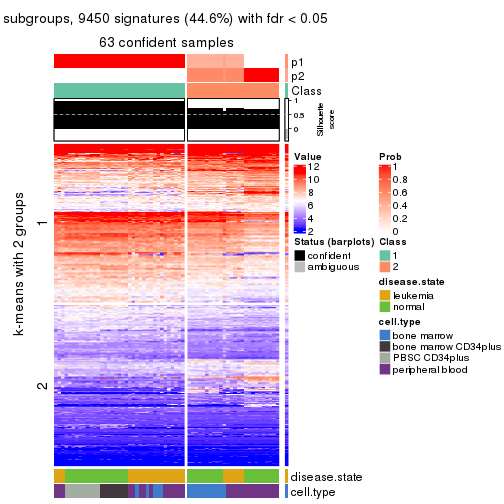 subgroups, 9450 signatures (44.6%) with fdr < 0.05
63 confident samples
p1
p2
Class
1
0.5
0
Silhouette
score
k-means with 2 groups
1
2
Value
12
10
8
6
4
2
Prob
1
0.8
0.6
0.4
0.2
0
Status (barplots)
confident
ambiguous
Class
1
2
disease.state
leukemia
normal
cell.type
bone marrow
bone marrow CD34plus
PBSC CD34plus
peripheral blood
disease.state
cell.type